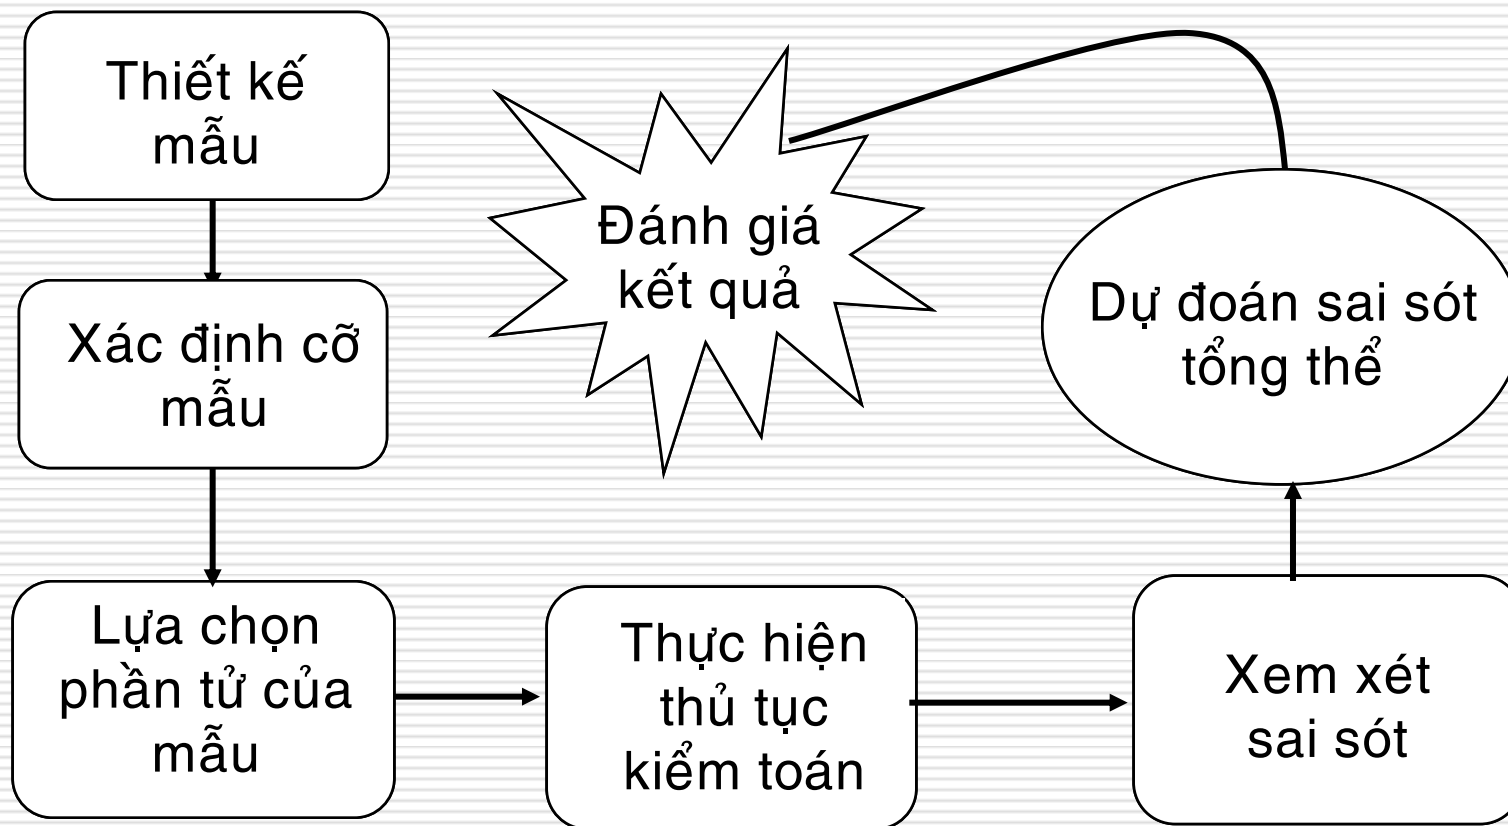 Thiết kế
mẫu
Xác định cỡ
mẫu
Lựa chọn
phần tử của
mẫu
Thực hiện
thủ tục
kiểm toán
Xem xét
sai sót
Dự đoán sai sót
tổng thể
Đánh giá
kết quả